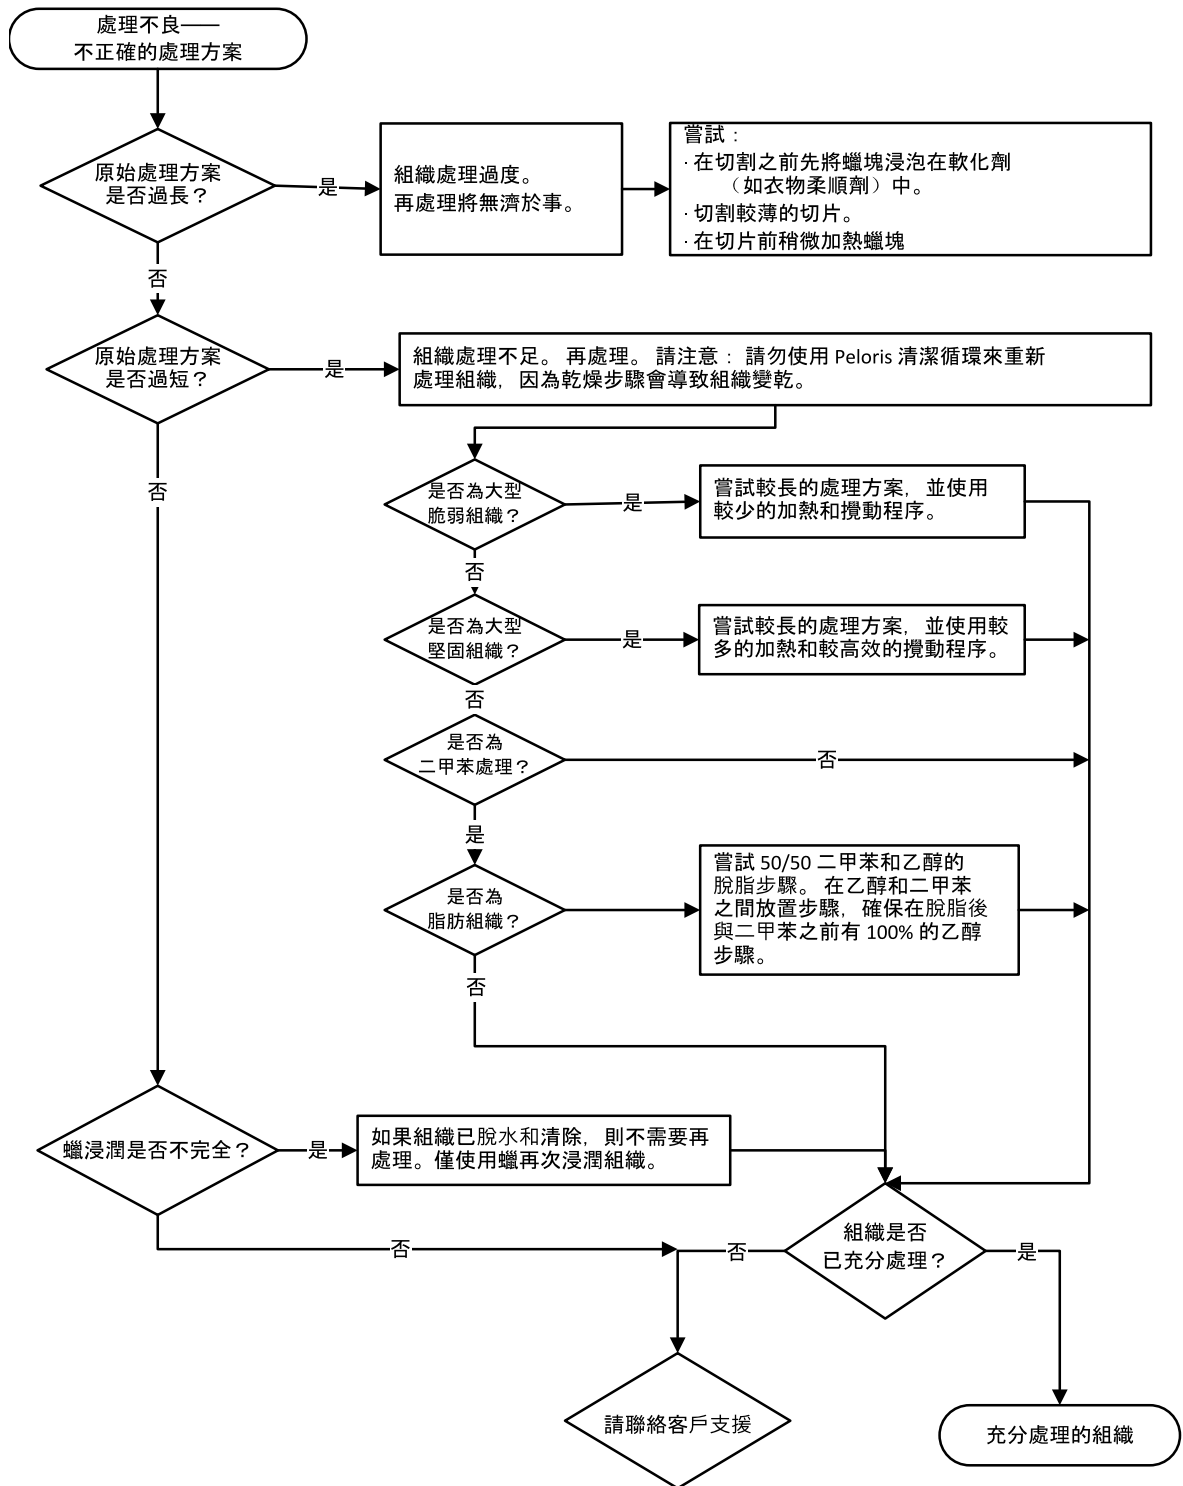 處理不良——
不正確的處理方案
原始處理方案
是否過長？
是
組織處理過度。
再處理將無濟於事。
嘗試：
· 在切割之前先將蠟塊浸泡在軟化劑
（如衣物柔順劑）中。
· 切割較薄的切片。
· 在切片前稍微加熱蠟塊
否
原始處理方案
是否過短？
是
組織處理不足。 再處理。 請注意：請勿使用 Peloris 清潔循環來重新
處理組織，因為乾燥步驟會導致組織變乾。
否
是否為大型
脆弱組織？
是
嘗試較長的處理方案，並使用
較少的加熱和攪動程序。
否
是否為大型
堅固組織？
是
嘗試較長的處理方案，並使用較
多的加熱和較高效的攪動程序。
否
是否為
二甲苯處理？
否
是
是否為
脂肪組織？
嘗試 50/50 二甲苯和乙醇的
脫脂步驟。 在乙醇和二甲苯
之間放置步驟，確保在脫脂後
與二甲苯之前有 100% 的乙醇
步驟。
否
蠟浸潤是否不完全？
是
如果組織已脫水和清除，則不需要再
處理。僅使用蠟再次浸潤組織。
否
組織是否
已充分處理？
否
是
請聯絡客戶支援
充分處理的組織